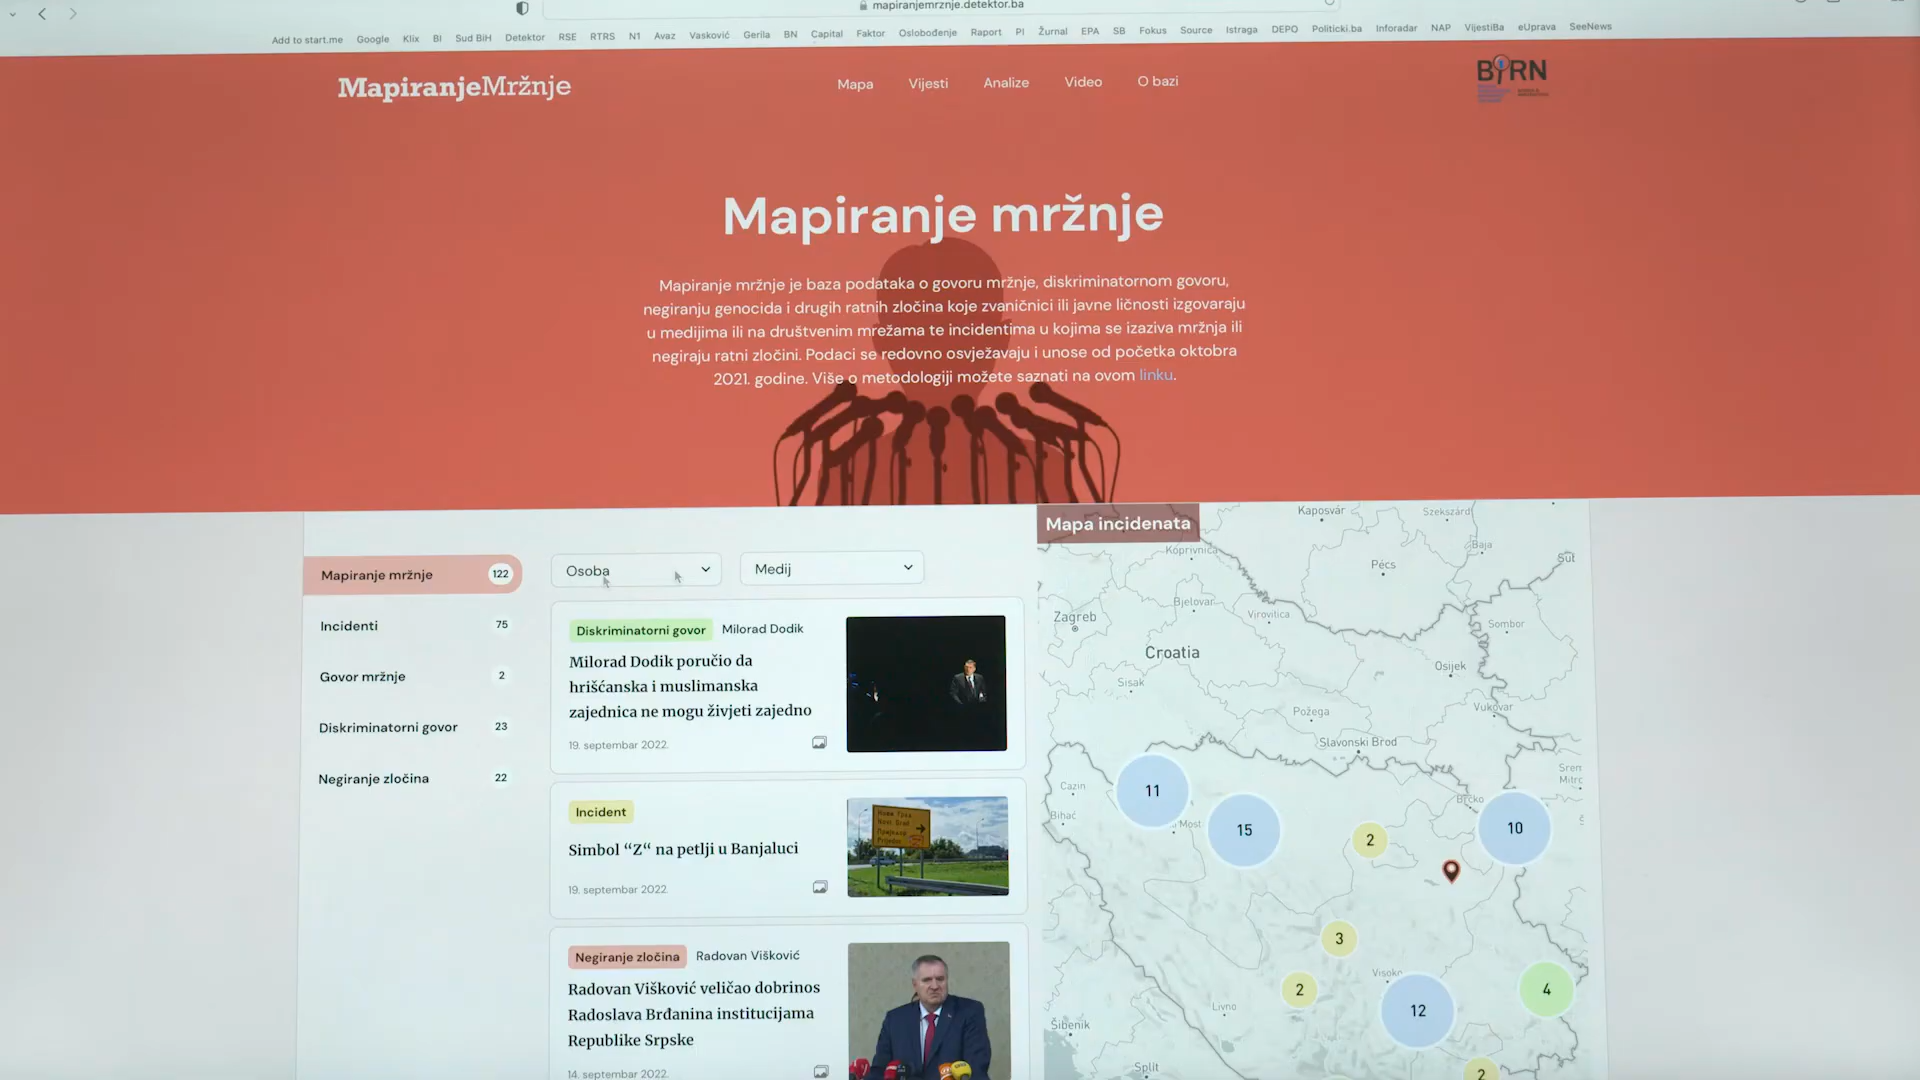 mapiranjemrznje.detektor.ba
Add to start.me Google Klix BI Sud BiH Detektor RSE RTRS N1 Avaz Vasković Gerila BN Capital Faktor Oslobođenje Raport PI Žurnal EPA SB Fokus Source Istraga DEPO Politicki.ba Inforadar NAP VijestiBa eUprava SeeNews
MapiranjeMržnje
Mapa Vijesti Analize Video O bazi
BIRN
Mapiranje mržnje
Mapiranje mržnje je baza podataka o govoru mržnje, diskriminatornom govoru,
negiranju genocida i drugih ratnih zločina koje zvaničnici ili javne ličnosti izgovaraju
u medijima ili na društvenim mrežama te incidentima u kojima se izaziva mržnja ili
negiraju ratni zločini. Podaci se redovno osvježavaju i unose od početka oktobra
2021. godine. Više o metodologiji možete saznati na ovom linku.
Mapiranje mržnje 122
Incidenti 75
Govor mržnje 2
Diskriminatorni govor 23
Negiranje zločina 22
Osoba
Medij
Diskriminatorni govor Milorad Dodik
Milorad Dodik poručio da
hrišćanska i muslimanska
zajednica ne mogu živjeti zajedno
19. septembar 2022.
Incident
Simbol “Z“ na petlji u Banjaluci
19. septembar 2022.
Negiranje zločina Radovan Višković
Radovan Višković veličao dobrinos
Radoslava Brđanina institucijama
Republike Srpske
14. septembar 2022.
Mapa incidenata
Kaposvár
Szekszárd
Koprivnica
Baja
Pécs
Bjelovar
Virovitica
Zagreb
Sombor
Croatia
Osijek
Sisak
Požega
Vukovar
Slavonski Brod
Srem
Mitro
Cazin
11
Bihać
Most
15
2
Brčko
10
3
Visoko
2
Livno
12
4
Šibenik
Split
2